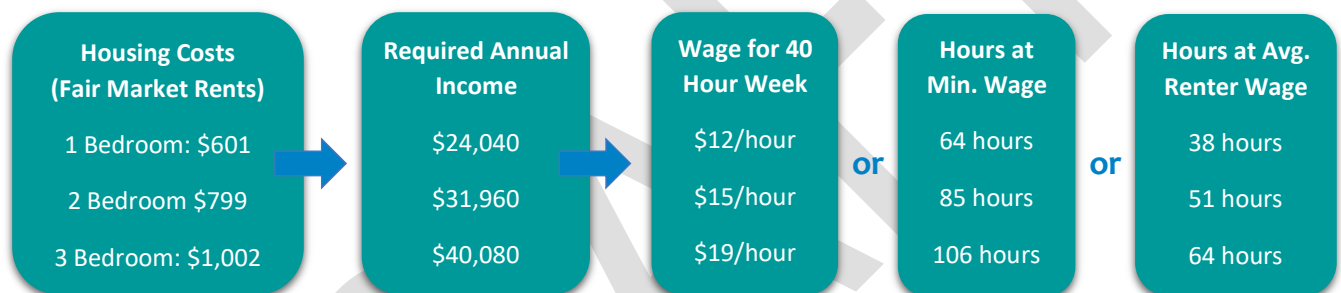 Housing Costs
(Fair Market Rents)
1 Bedroom: $601
2 Bedroom $799
3 Bedroom: $1,002
Required Annual
Income
$24,040
$31,960
$40,080
Wage for 40
Hour Week
$12/hour
$15/hour
$19/hour
or
Hours at
Min. Wage
64 hours
85 hours
106 hours
or
Hours at Avg.
Renter Wage
38 hours
51 hours
64 hours